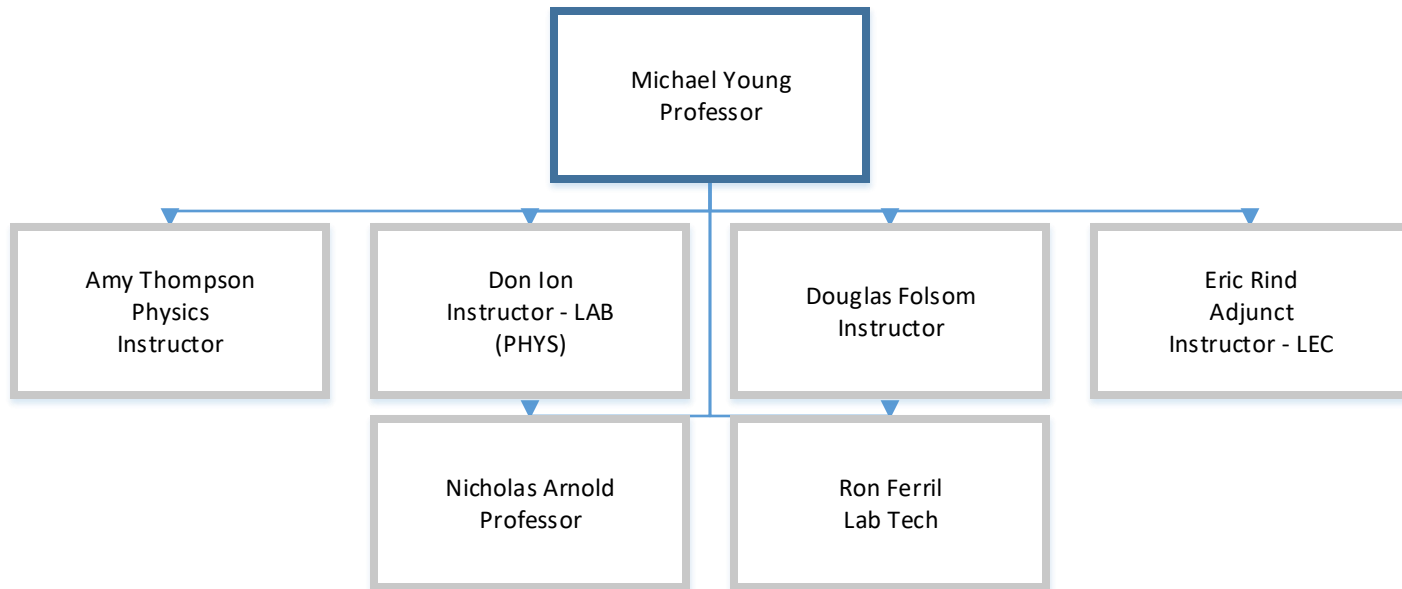 Michael Young
Professor
Amy Thompson
Physics
Instructor
Don Ion
Instructor - LAB
(PHYS)
Douglas Folsom
Instructor
Eric Rind
Adjunct
Instructor - LEC
Nicholas Arnold
Professor
Ron Ferril
Lab Tech